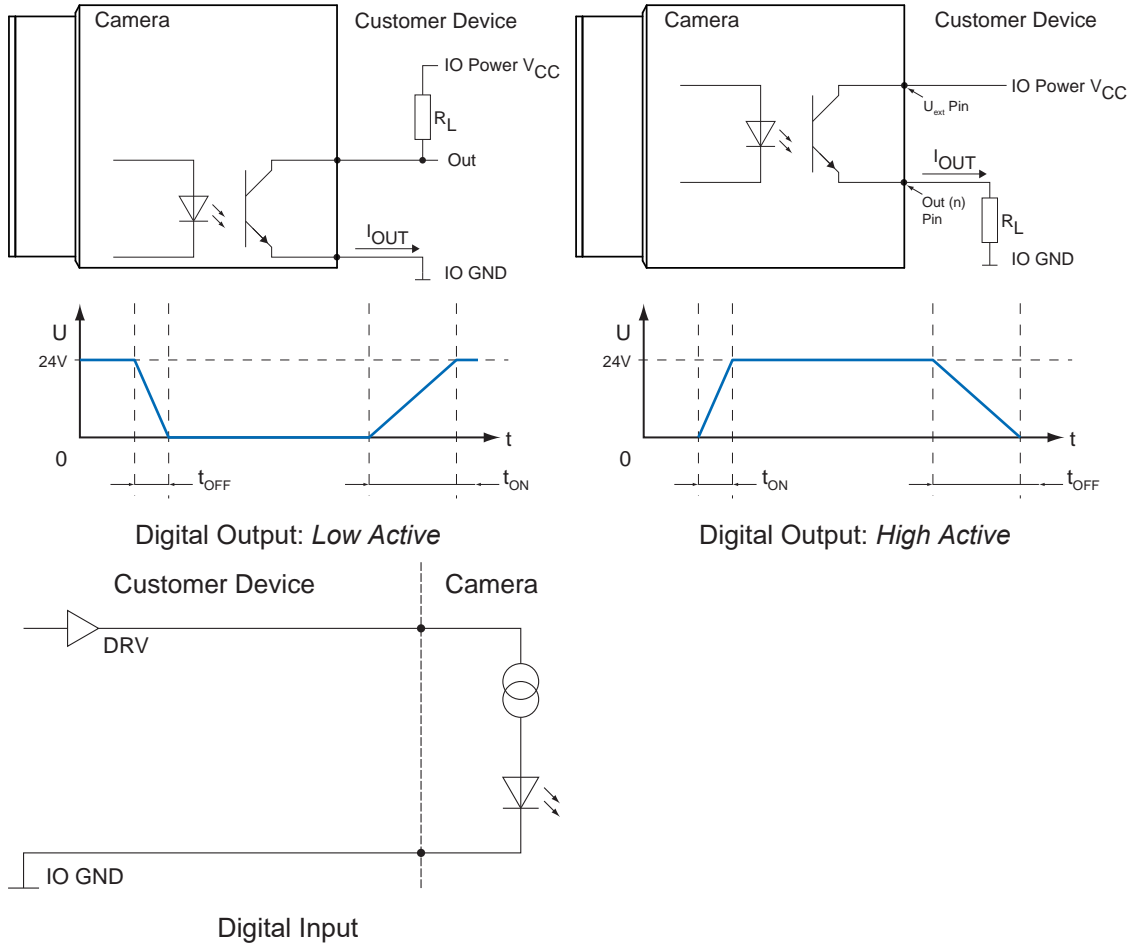 Camera
Customer Device
IO Power VCC
RL
Out
IOUT
IO GND
U
24V
0
t
tOFF
tON
Digital Output: Low Active
Camera
Customer Device
IO Power VCC
Uext Pin
IOUT
Out (n)
Pin
RL
IO GND
U
24V
0
t
tON
tOFF
Digital Output: High Active
Customer Device
Camera
DRV
IO GND
Digital Input